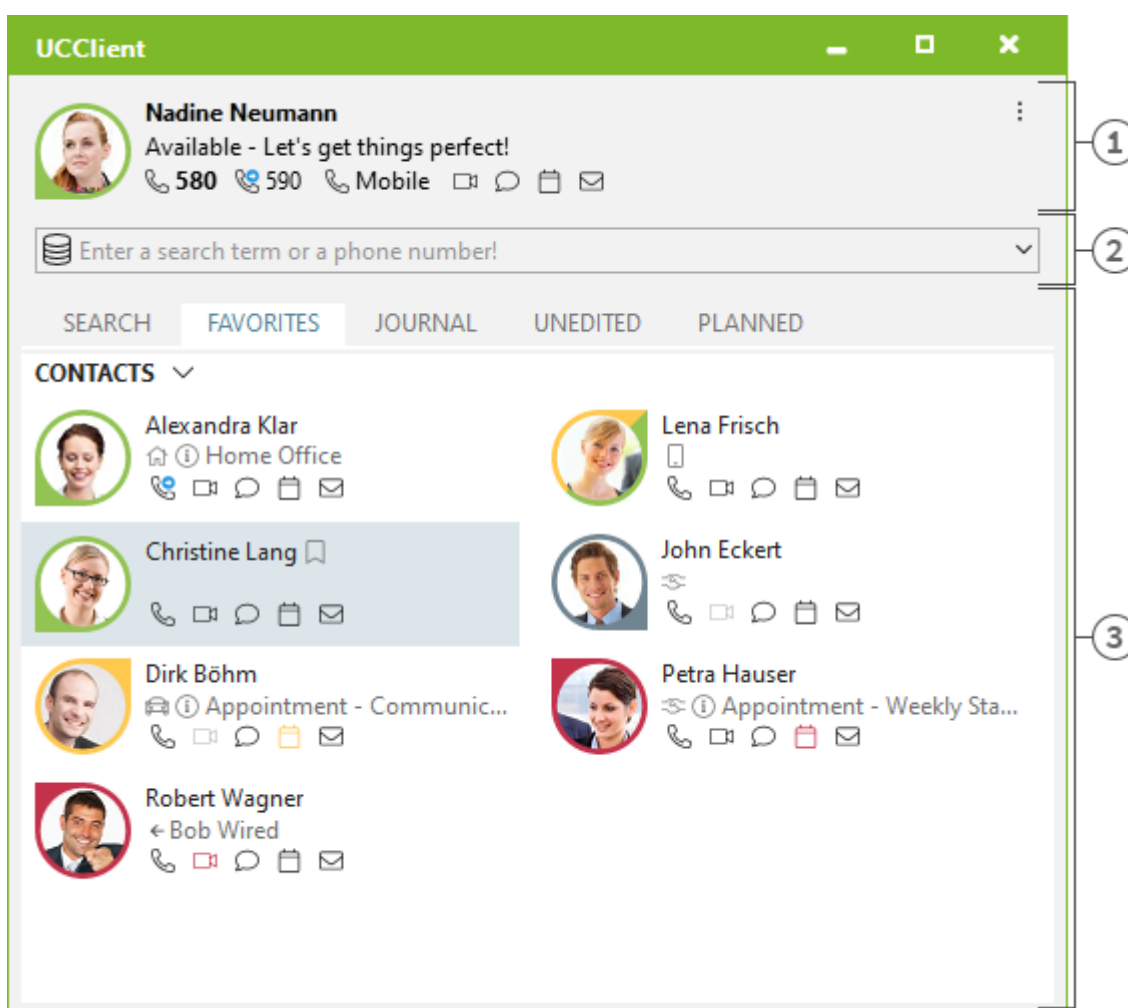 UCClient
Nadine Neumann
Available - Let's get things perfect!
580 590 Mobile
1
Enter a search term or a phone number!
2
SEARCH FAVORITES JOURNAL UNEDITED PLANNED
CONTACTS
Alexandra Klar
Home Office
Lena Frisch
Christine Lang
John Eckert
3
Dirk Böhm
Appointment - Communic...
Petra Hauser
Appointment - Weekly Sta...
Robert Wagner
Bob Wired